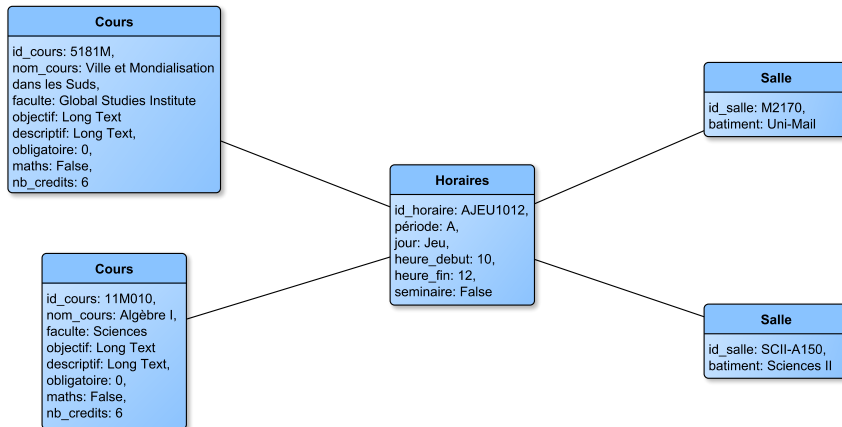 Cours
id_cours: 5181M,
nom_cours: Ville et Mondialisation
dans les Suds,
faculte: Global Studies Institute
objectif: Long Text
descriptif: Long Text,
obligatoire: 0,
maths: False,
nb_credits: 6
Cours
id_cours: 11M010,
nom_cours: Algèbre I,
faculte: Sciences
objectif: Long Text
descriptif: Long Text,
obligatoire: 0,
maths: False,
nb_credits: 6
Horaires
id_horaire: AJEU1012,
période: A,
jour: Jeu,
heure_debut: 10,
heure_fin: 12,
seminaire: False
Salle
id_salle: M2170,
batiment: Uni-Mail
Salle
id_salle: SCII-A150,
batiment: Sciences II